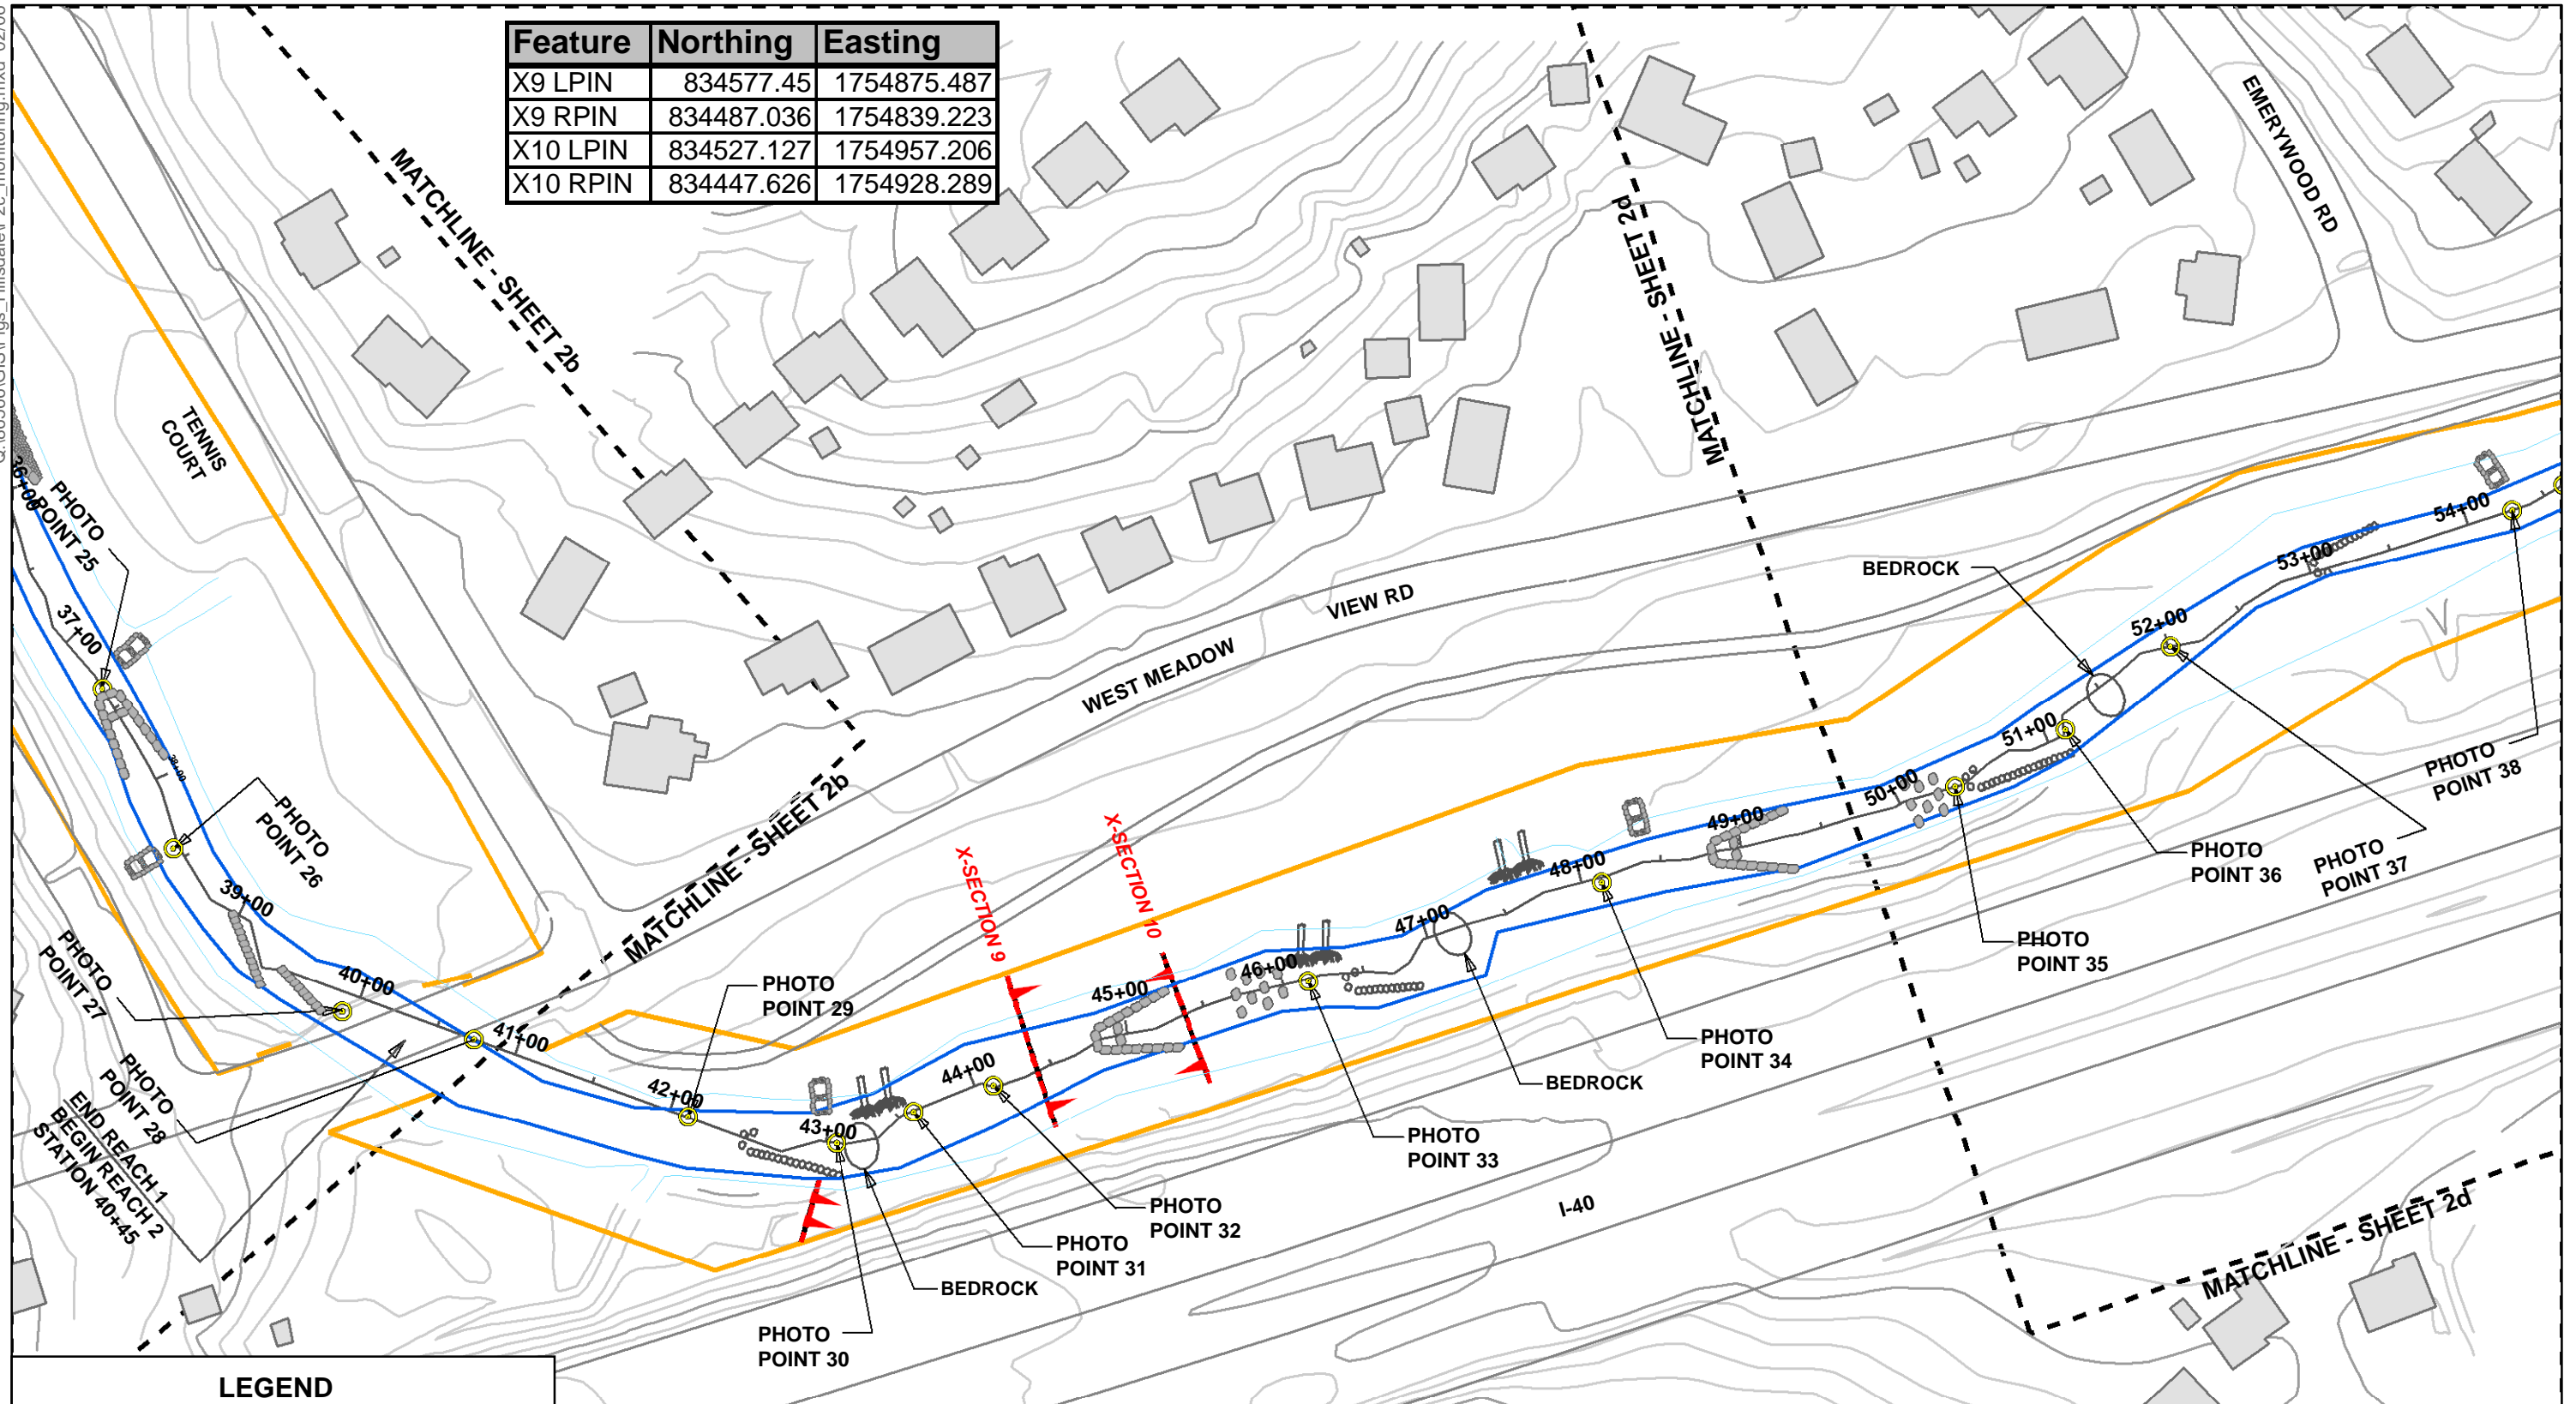 Feature Northing Easting
X9 LPIN 834577.45 1754875.487
X9 RPIN 834487.036 1754839.223
X10 LPIN 834527.127 1754957.206
X10 RPIN 834447.626 1754928.289
MATCHLINE - SHEET 2b
MATCHLINE - SHEET 2d
EMERYWOOD RD
TENNIS
COURT
36+00
PHOTO
POINT 25
37+00
38+00
PHOTO
POINT 26
39+00
PHOTO
POINT 27
40+00
MATCHLINE - SHEET 2b
WEST MEADOW
VIEW RD
PHOTO
POINT 28
END REACH 1
BEGIN REACH 2
STATION 40+45
41+00
42+00
PHOTO
POINT 29
43+00
44+00
X-SECTION 9
45+00
X-SECTION 10
46+00
47+00
48+00
49+00
50+00
51+00
52+00
53+00
54+00
BEDROCK
PHOTO
POINT 38
PHOTO
POINT 37
PHOTO
POINT 36
PHOTO
POINT 35
PHOTO
POINT 34
BEDROCK
PHOTO
POINT 33
PHOTO
POINT 32
PHOTO
POINT 31
BEDROCK
PHOTO
POINT 30
I-40
MATCHLINE - SHEET 2d
LEGEND